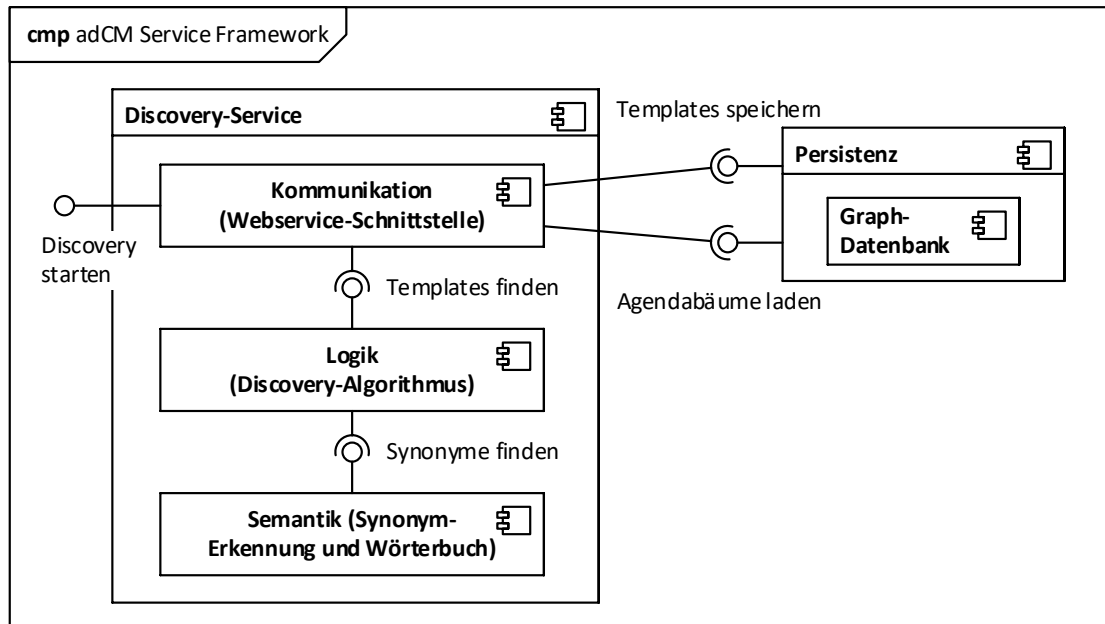 cmp adCM Service Framework
Discovery-Service
Templates speichern
Persistenz
Kommunikation
(Webservice-Schnittstelle)
Graph-
Datenbank
Discovery
starten
Templates finden
Agendabäume laden
Logik
(Discovery-Algorithmus)
Synonyme finden
Semantik (Synonym-
Erkennung und Wörterbuch)